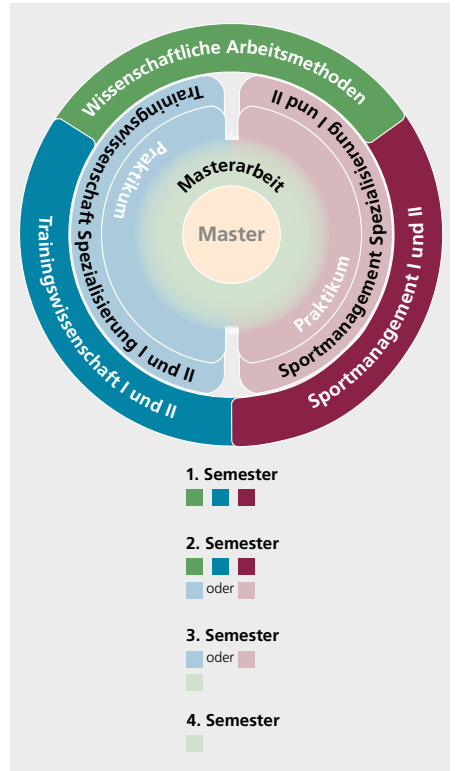 Wissenschaftliche Arbeitsmethoden
Trainingswissenschaft I und II
Sportmanagement I und II
Trainingswissenschaft Spezialisierung I und II
Sportmanagement Spezialisierung I und II
Praktikum
Praktikum
Masterarbeit
Master
1. Semester
2. Semester
oder
3. Semester
oder
4. Semester